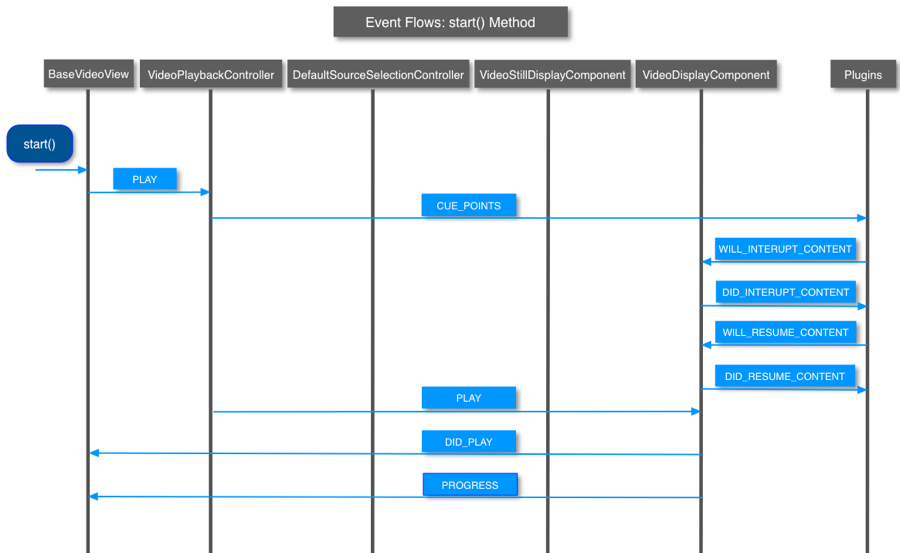 Event Flows: start() Method
BaseVideoView
VideoPlaybackController
DefaultSourceSelectionController
VideoStillDisplayComponent
VideoDisplayComponent
Plugins
start()
PLAY
CUE_POINTS
WILL_INTERUPT_CONTENT
DID_INTERUPT_CONTENT
WILL_RESUME_CONTENT
DID_RESUME_CONTENT
PLAY
DID_PLAY
PROGRESS